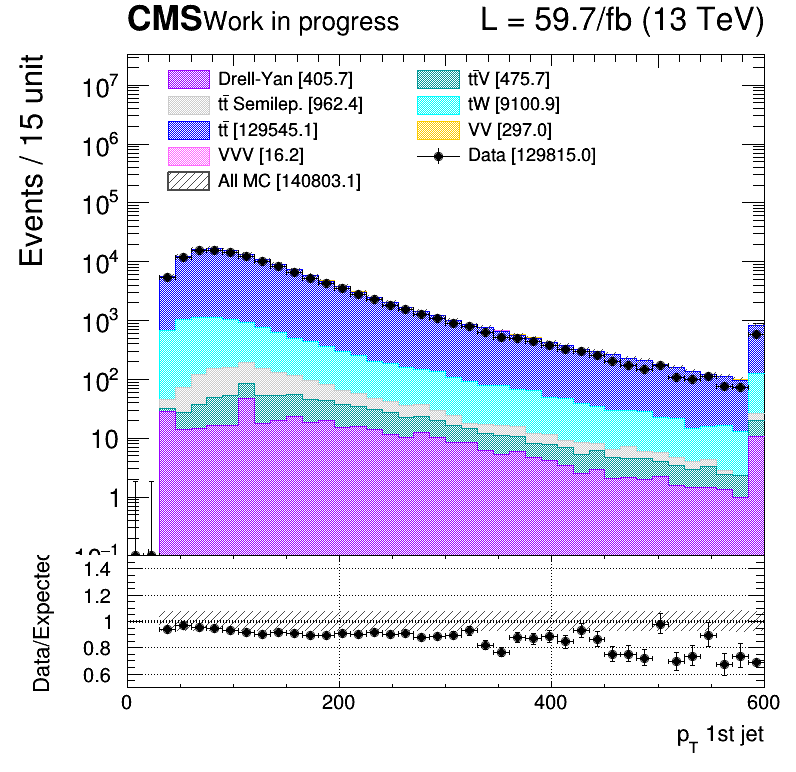 CMS Work in progress L = 59.7/fb (13 TeV)
Events / 15 unit
Drell-Yan [405.7] tt̄V [475.7]
tt̄ Semilep. [962.4] tW [9100.9]
tt̄ [129545.1] VV [297.0]
VVV [16.2] Data [129815.0]
All MC [140803.1]
10⁷
10⁶
10⁵
10⁴
10³
10²
10
1
10⁻¹
Data/Expected
1.4
1.2
1
0.8
0.6
0 200 400 600
p_T 1st jet